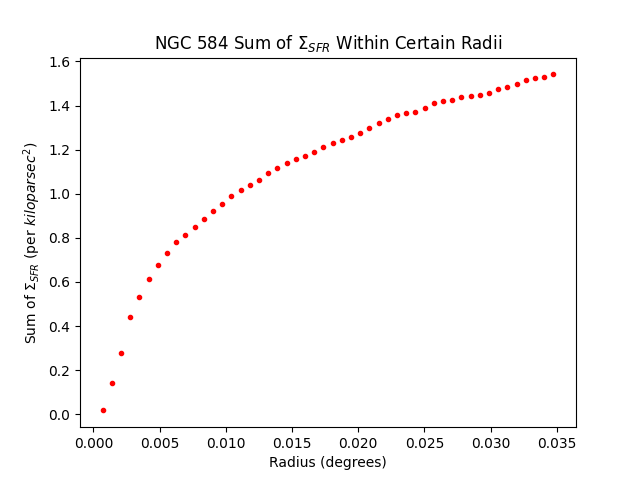 NGC 584 Sum of Σ_SFR Within Certain Radii
Sum of Σ_SFR (per kiloparsec²)
1.6
1.4
1.2
1.0
0.8
0.6
0.4
0.2
0.0
0.000 0.005 0.010 0.015 0.020 0.025 0.030 0.035
Radius (degrees)